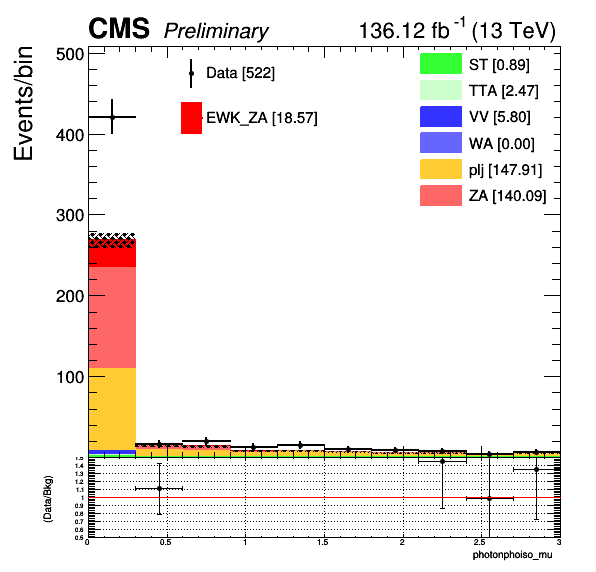 CMS Preliminary 136.12 fb⁻¹ (13 TeV)
Events/bin
500
400
300
200
100
Data [522]
EWK_ZA [18.57]
ST [0.89]
TTA [2.47]
VV [5.80]
WA [0.00]
plj [147.91]
ZA [140.09]
(Data/Bkg)
1.5
1.4
1.3
1.2
1.1
1
0.9
0.8
0.7
0.6
0.5
0 0.5 1 1.5 2 2.5 3
photonphoiso_mu